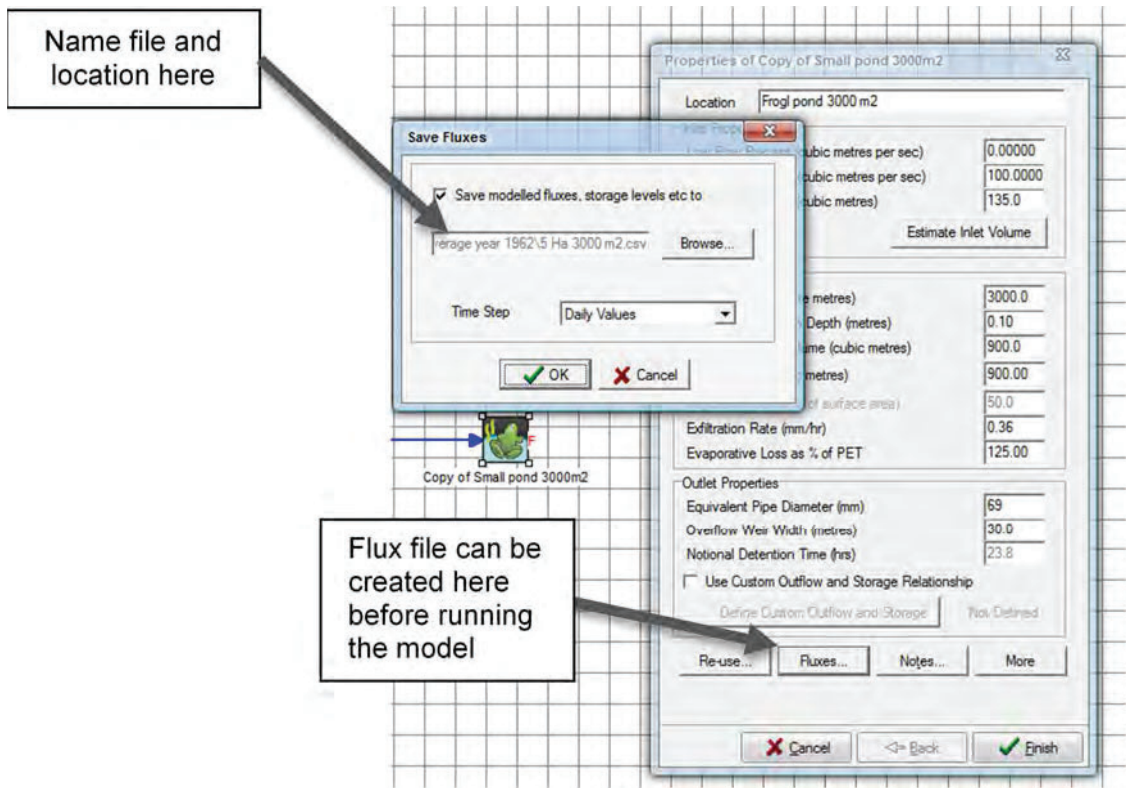 Name file and
location here
Properties of Copy of Small pond 3000m2
Location Frogl pond 3000 m2
Save Fluxes
cubic metres per sec) 0.00000
cubic metres per sec) 100.0000
cubic metres) 135.0
Estimate Inlet Volume
Save modelled fluxes, storage levels etc to
erage year 1962\5 Ha 3000 m2.csv Browse...
Time Step Daily Values
OK Cancel
metres) 3000.0
Depth (metres) 0.10
me (cubic metres) 900.0
metres) 900.00
of surface area) 50.0
Exfiltration Rate (mm/hr) 0.36
Evaporative Loss as % of PET 125.00
F
Copy of Small pond 3000m2
Outlet Properties
Equivalent Pipe Diameter (mm) 69
Overflow Weir Width (metres) 30.0
Notional Detention Time (hrs) 23.8
Use Custom Outflow and Storage Relationship
Define Custom Outflow and Storage Not Defined
Flux file can be
created here
before running
the model
Re-use... Fluxes... Notes... More
Cancel <= Back Finish